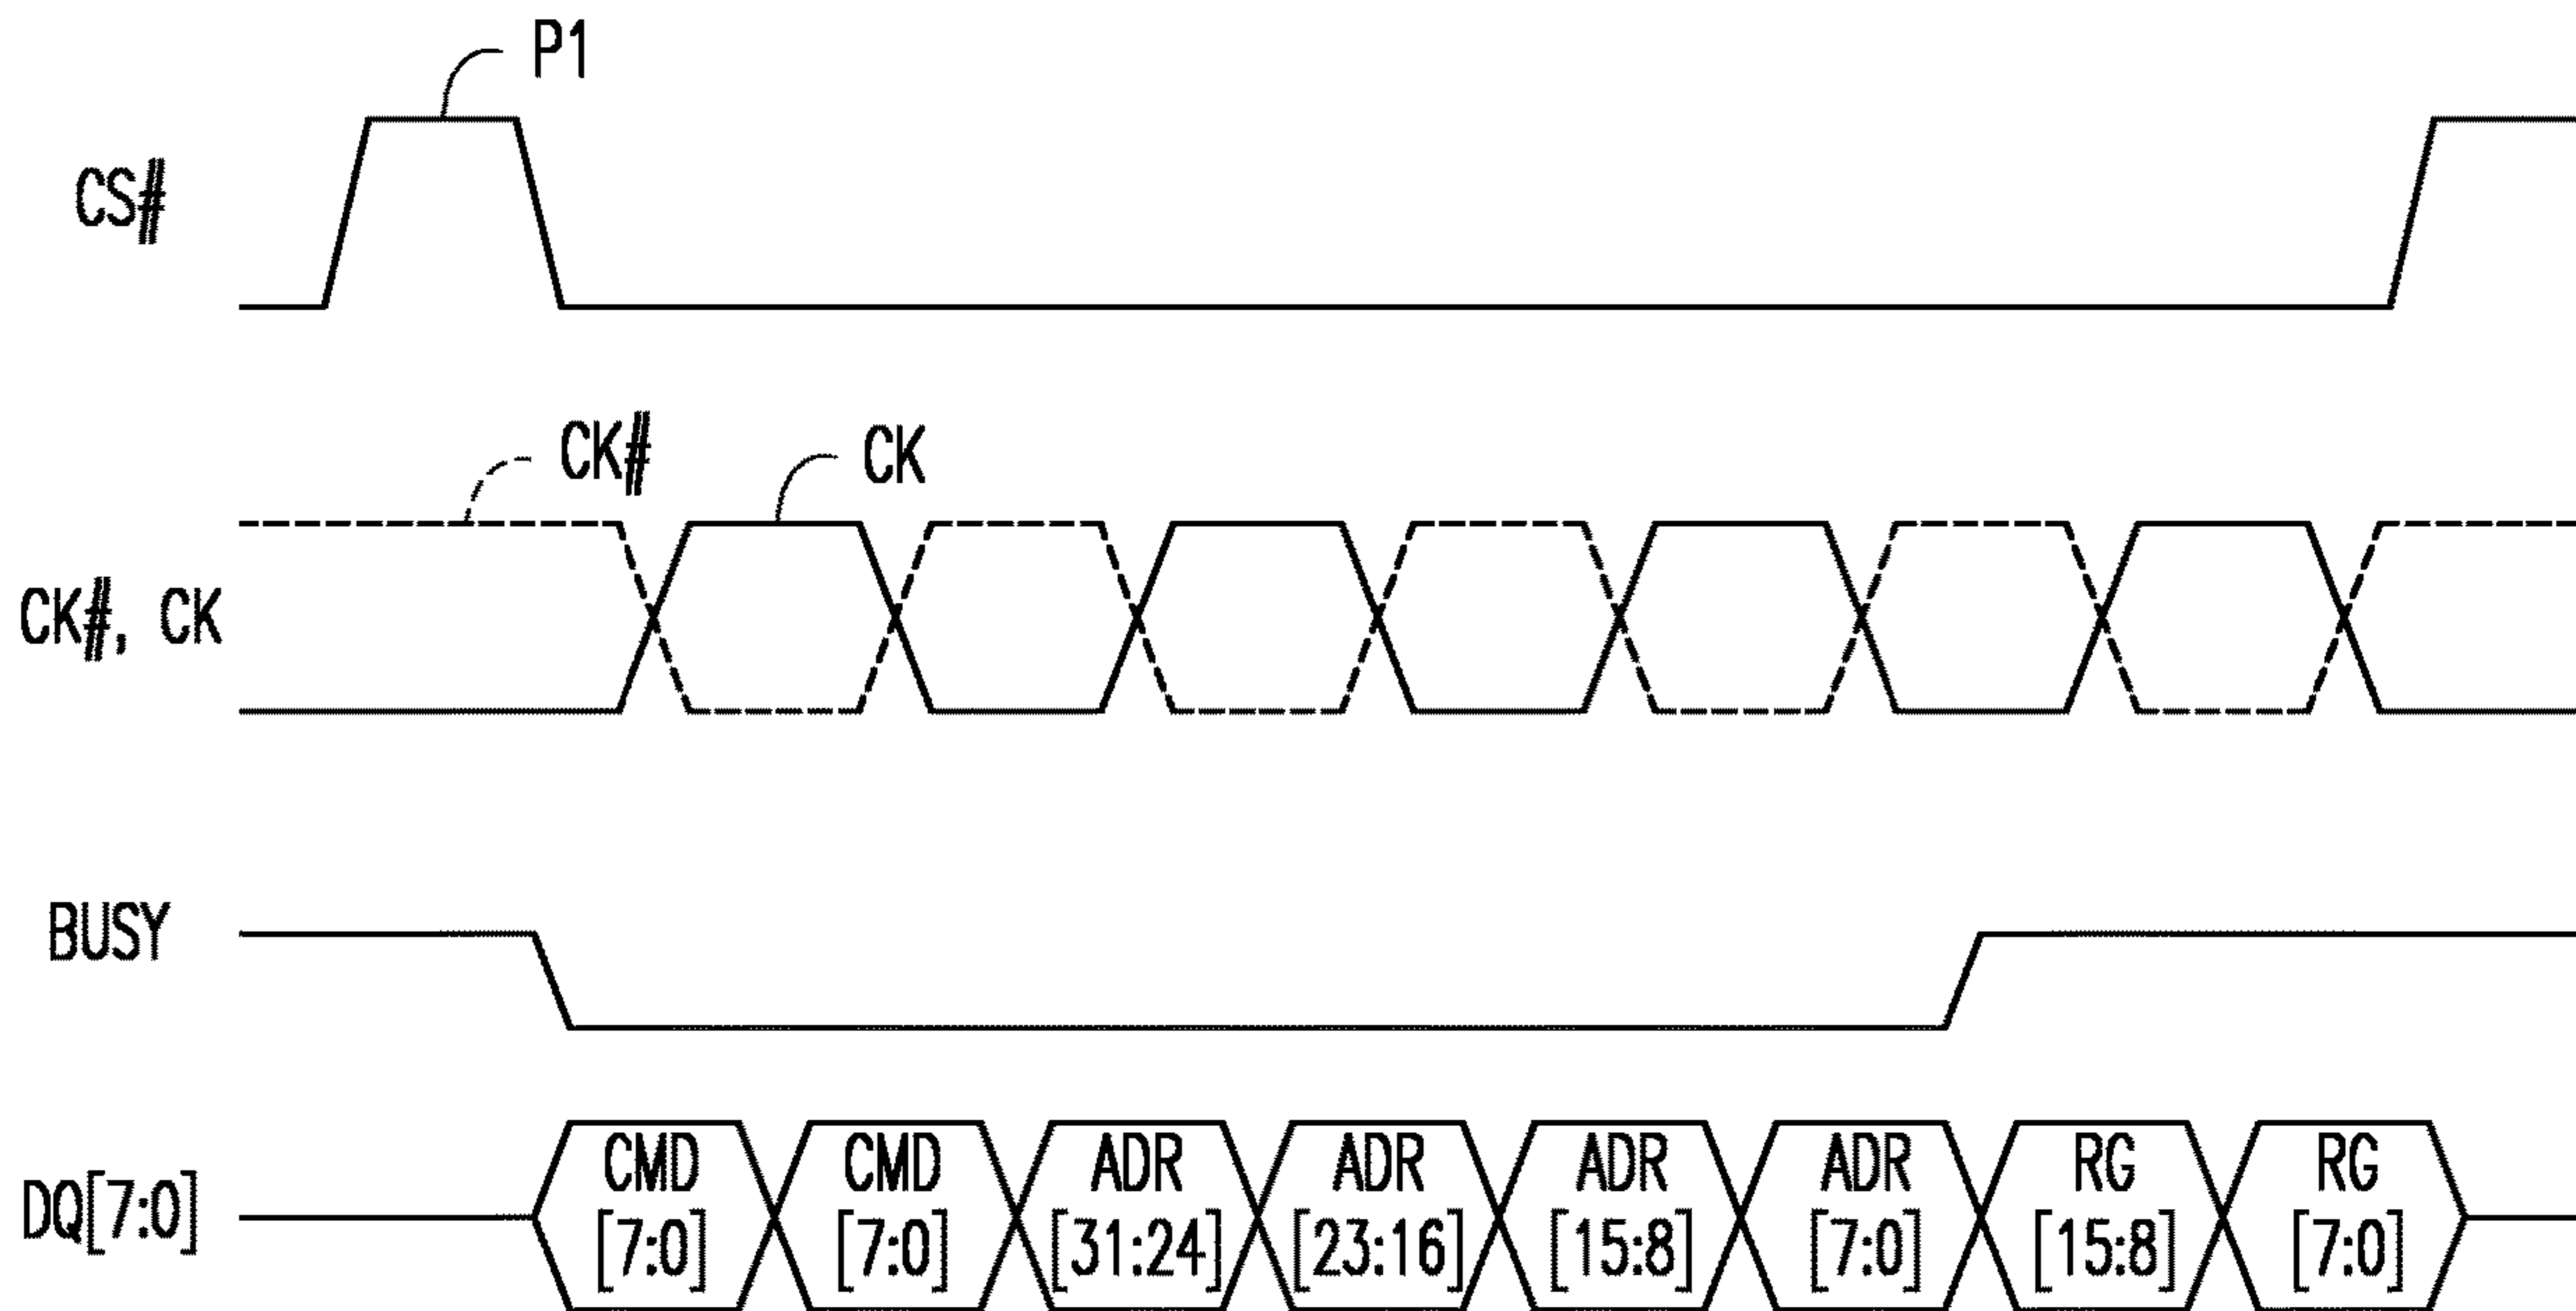 P1
CS#
CK#
CK
CK#, CK
BUSY
DQ[7:0]
CMD CMD ADR ADR ADR ADR RG RG
[7:0] [7:0] [31:24] [23:16] [15:8] [7:0] [15:8] [7:0]